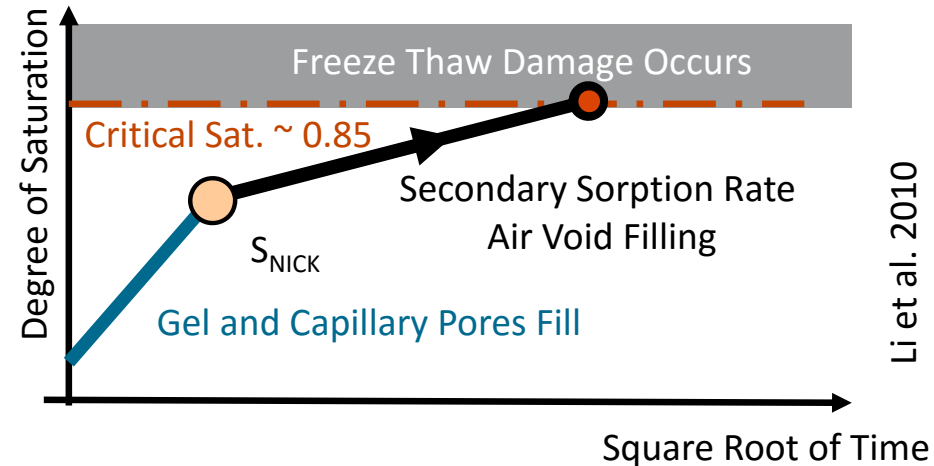 Degree of Saturation
Freeze Thaw Damage Occurs
Critical Sat. ~ 0.85
Secondary Sorption Rate
Air Void Filling
S_NICK
Gel and Capillary Pores Fill
Li et al. 2010
Square Root of Time